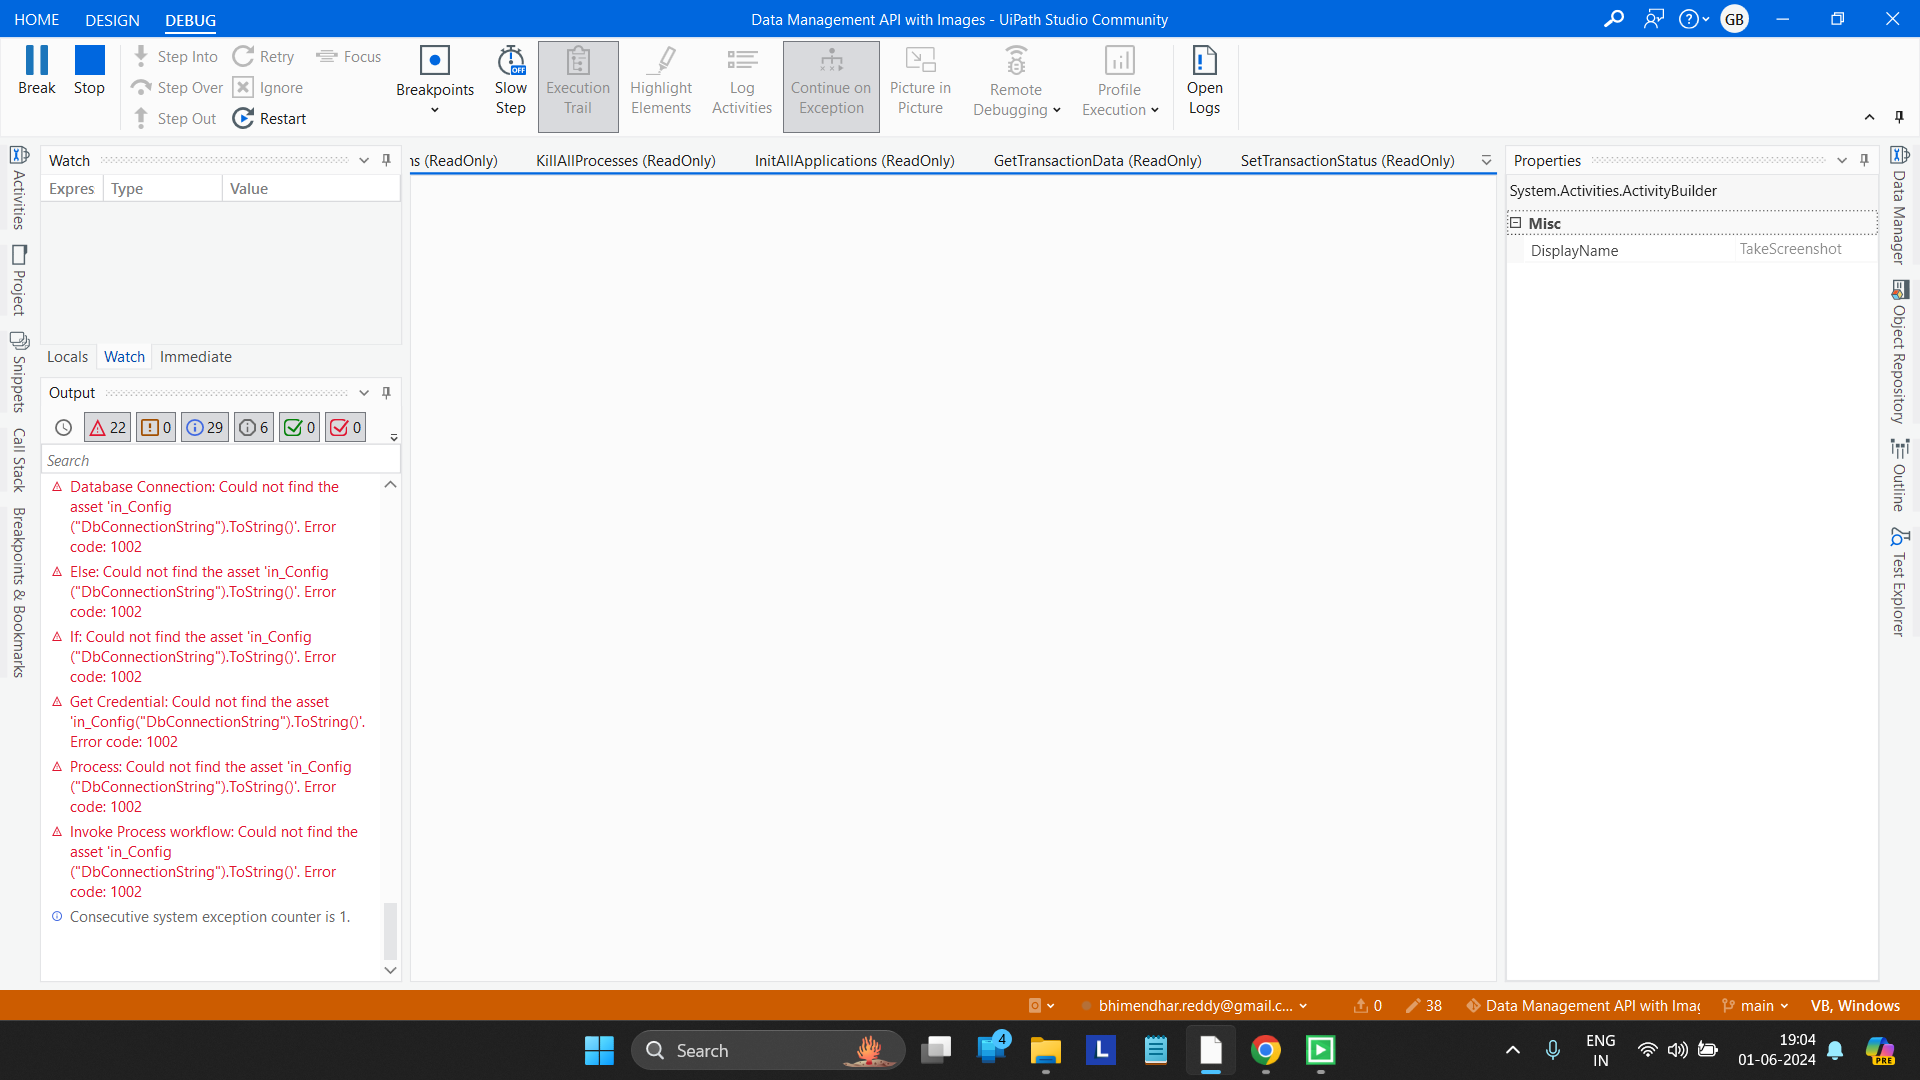 HOME DESIGN DEBUG
Data Management API with Images - UiPath Studio Community
GB
Break
Stop
Step Into
Step Over
Step Out
Retry
Ignore
Restart
Focus
Breakpoints
OFF
Slow
Step
Execution
Trail
Highlight
Elements
Log
Activities
Continue on
Exception
Picture in
Picture
Remote
Debugging
Profile
Execution
Open
Logs
Activities
Project
Snippets
Call Stack
Breakpoints & Bookmarks
Watch
Expres Type Value
Locals Watch Immediate
Output
22 0 29 6 0 0
Search
Database Connection: Could not find the
asset 'in_Config
("DbConnectionString").ToString()'. Error
code: 1002
Else: Could not find the asset 'in_Config
("DbConnectionString").ToString()'. Error
code: 1002
If: Could not find the asset 'in_Config
("DbConnectionString").ToString()'. Error
code: 1002
Get Credential: Could not find the asset
'in_Config("DbConnectionString").ToString()'.
Error code: 1002
Process: Could not find the asset 'in_Config
("DbConnectionString").ToString()'. Error
code: 1002
Invoke Process workflow: Could not find the
asset 'in_Config
("DbConnectionString").ToString()'. Error
code: 1002
Consecutive system exception counter is 1.
ns (ReadOnly) KillAllProcesses (ReadOnly) InitAllApplications (ReadOnly) GetTransactionData (ReadOnly) SetTransactionStatus (ReadOnly)
Properties
System.Activities.ActivityBuilder
Misc
DisplayName TakeScreenshot
Data Manager
Object Repository
Outline
Test Explorer
bhimendhar.reddy@gmail.c... 0 38 Data Management API with Imag main VB, Windows
Search
4
L
ENG
IN
19:04
01-06-2024
PRE